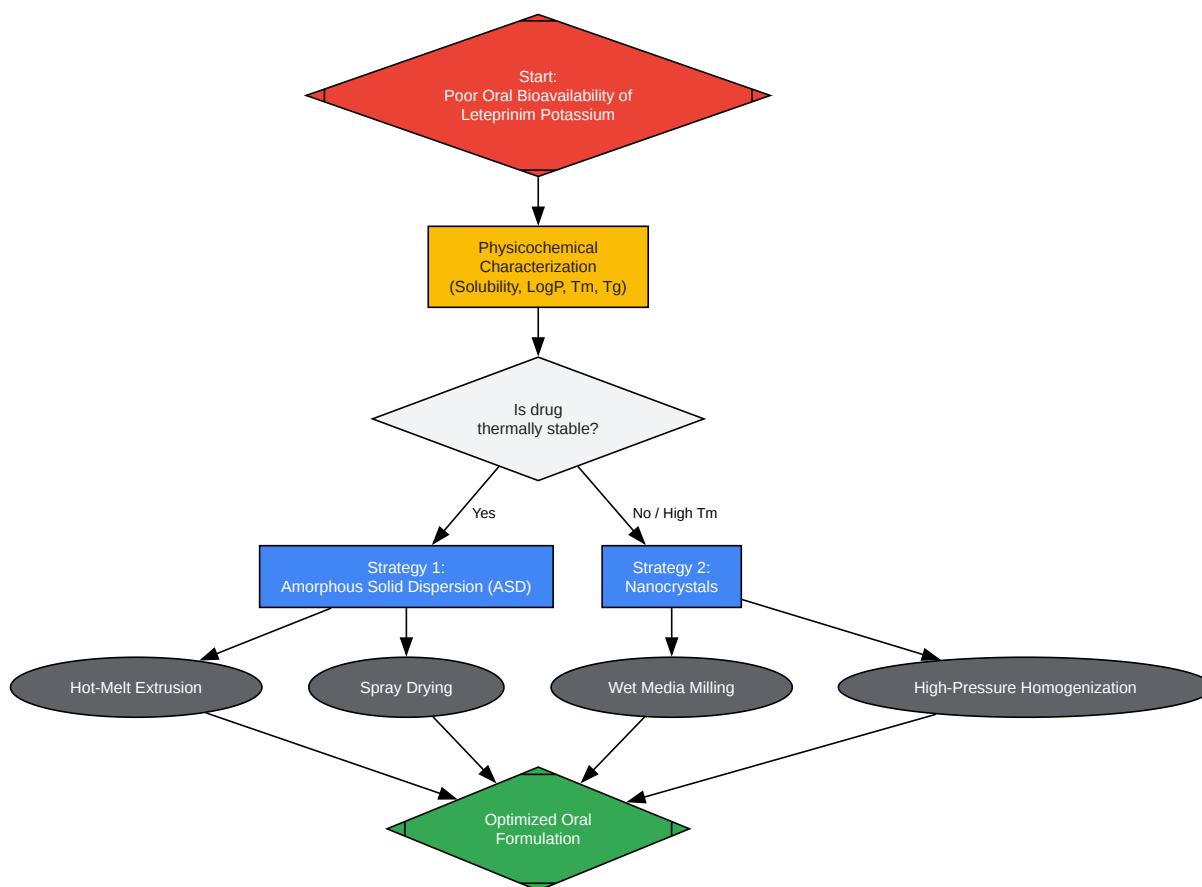 Start:
Poor Oral Bioavailability of
Leteprinim Potassium
Physicochemical
Characterization
(Solubility, LogP, Tm, Tg)
Is drug
thermally stable?
Yes
No / High Tm
Strategy 1:
Amorphous Solid Dispersion (ASD)
Strategy 2:
Nanocrystals
Hot-Melt Extrusion
Spray Drying
Wet Media Milling
High-Pressure Homogenization
Optimized Oral
Formulation